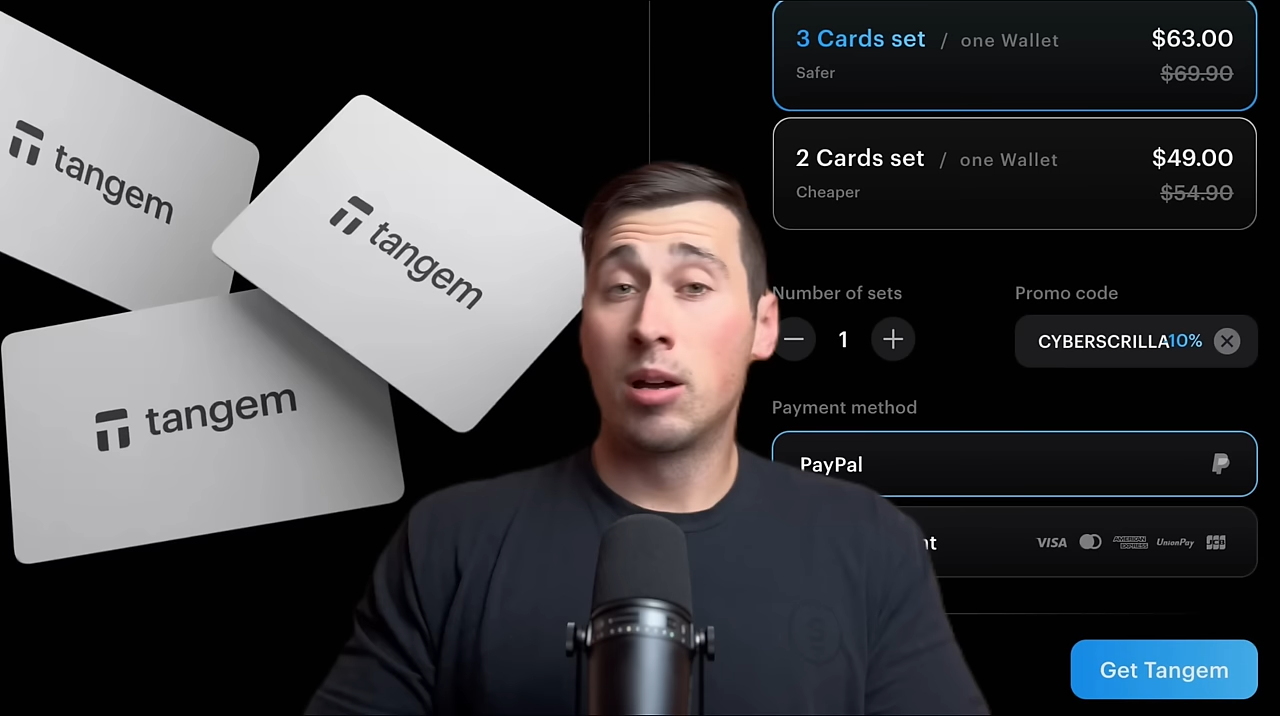 tangem
tangem
tangem
3 Cards set / one Wallet
$63.00
Safer
$69.90
2 Cards set / one Wallet
$49.00
Cheaper
$54.90
Number of sets
Promo code
1
CYBERSCRILLA
10%
Payment method
PayPal
nt
VISA
AMERICAN EXPRESS
UnionPay
JCB
Get Tangem